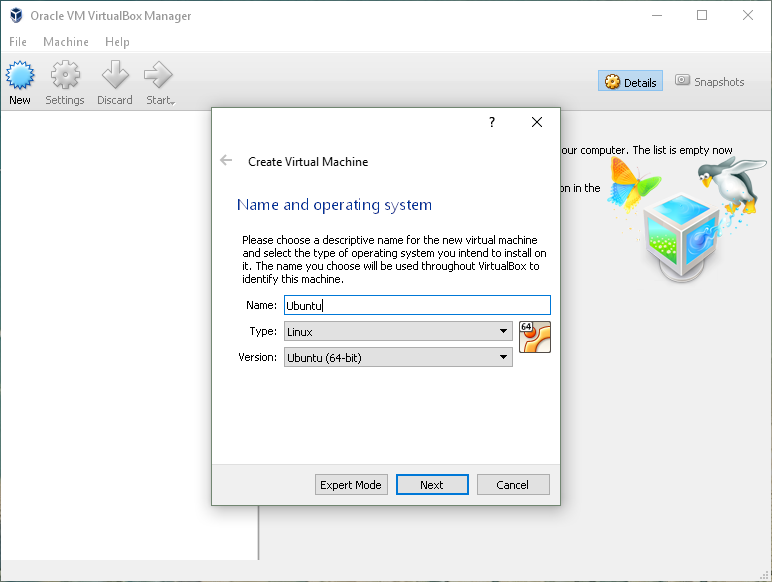 Oracle VM VirtualBox Manager
File Machine Help
New Settings Discard Start
Details Snapshots
? 
our computer. The list is empty now
on in the
Create Virtual Machine
Name and operating system
Please choose a descriptive name for the new virtual machine
and select the type of operating system you intend to install on
it. The name you choose will be used throughout VirtualBox to
identify this machine.
Name: Ubuntu
Type: Linux
64
Version: Ubuntu (64-bit)
Expert Mode Next Cancel